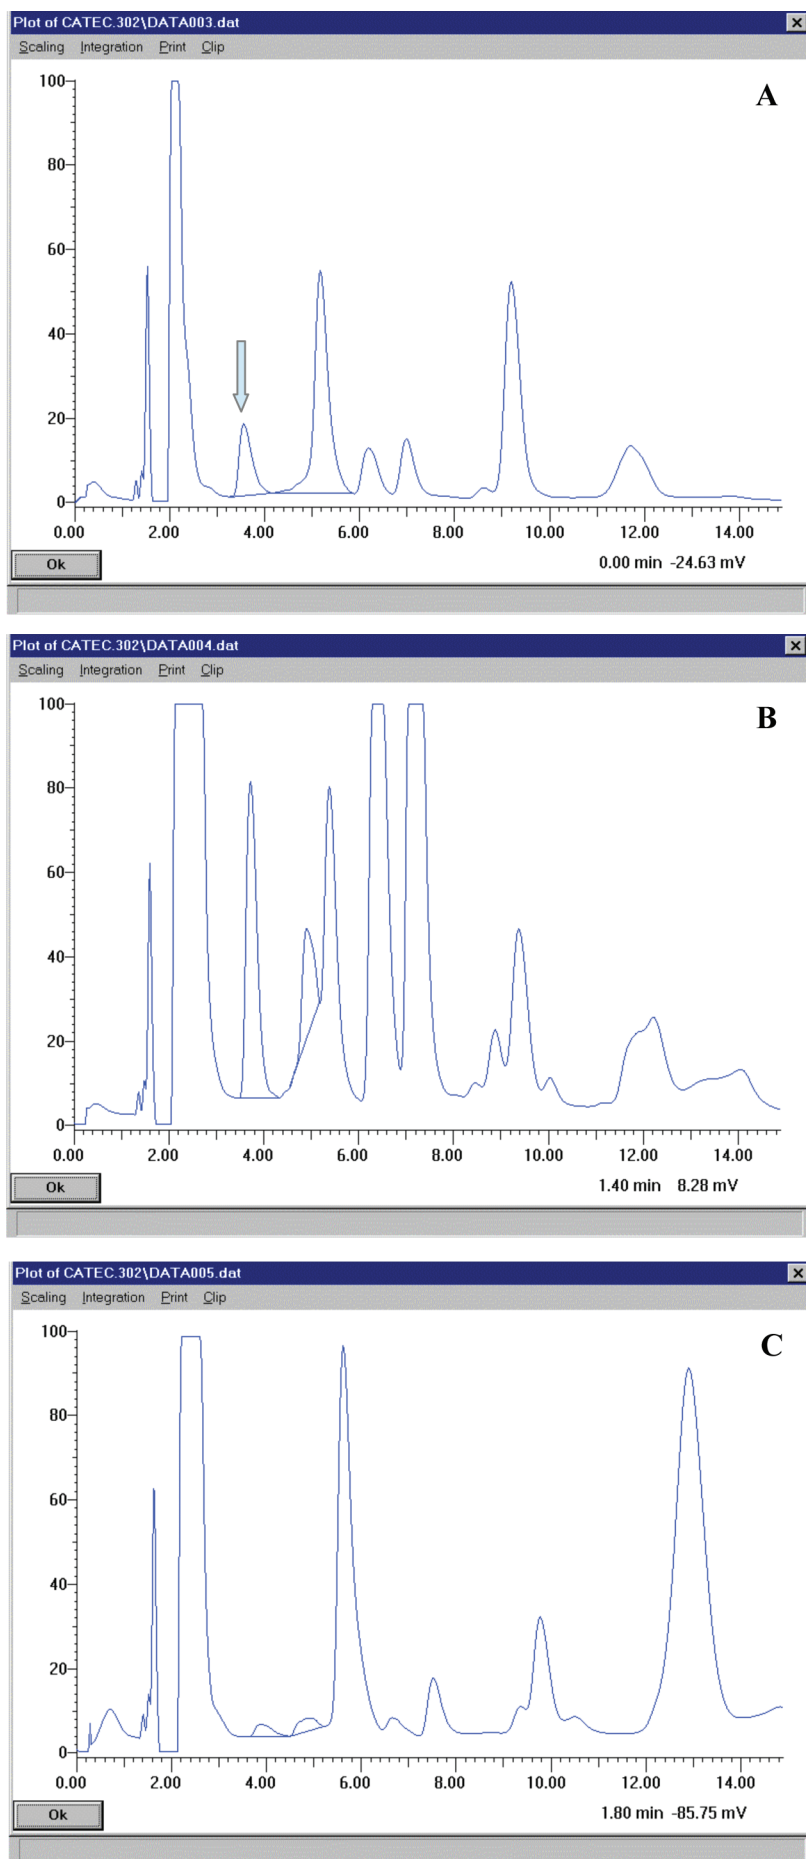 Plot of CATEC.302\DATA003.dat
Scaling Integration Print Clip
A
100
80
60
40
20
0
0.00 2.00 4.00 6.00 8.00 10.00 12.00 14.00
Ok
0.00 min -24.63 mV
Plot of CATEC.302\DATA004.dat
Scaling Integration Print Clip
B
100
80
60
40
20
0
0.00 2.00 4.00 6.00 8.00 10.00 12.00 14.00
Ok
1.40 min 8.28 mV
Plot of CATEC.302\DATA005.dat
Scaling Integration Print Clip
C
100
80
60
40
20
0
0.00 2.00 4.00 6.00 8.00 10.00 12.00 14.00
Ok
1.80 min -85.75 mV